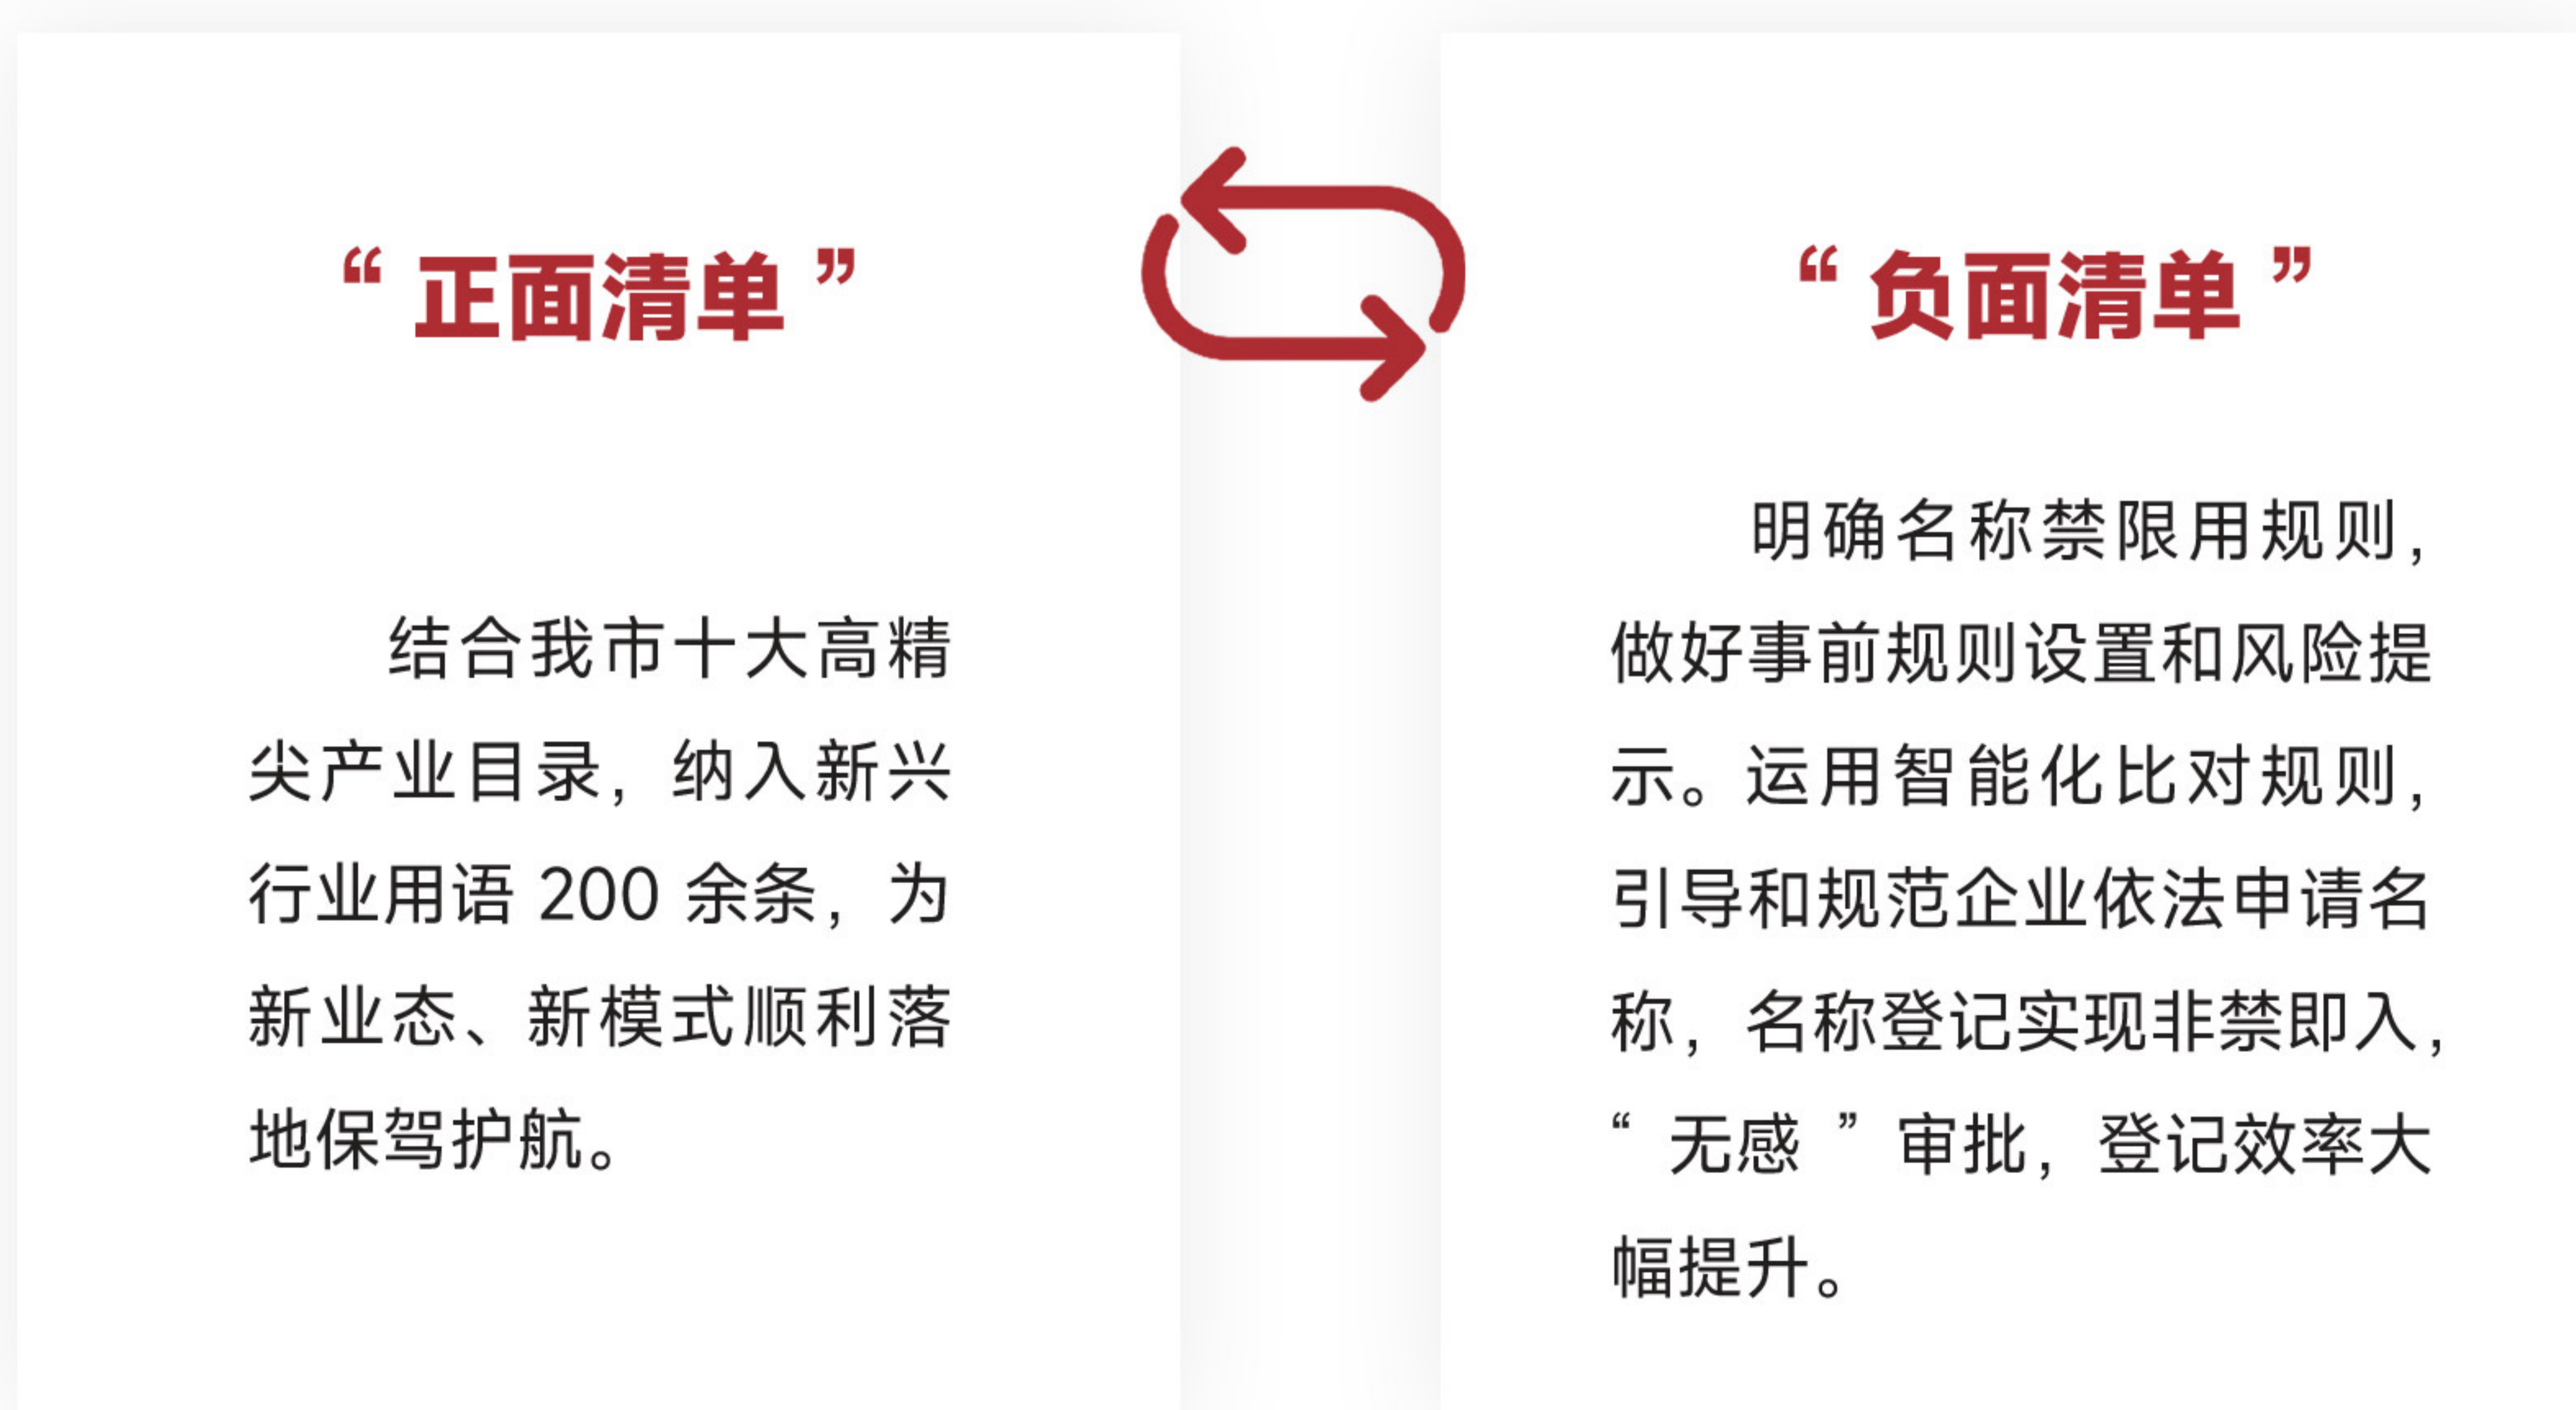 “正面清单”
结合我市十大高精
尖产业目录，纳入新兴
行业用语 200 余条，为
新业态、新模式顺利落
地保驾护航。
“负面清单”
明确名称禁限用规则，
做好事前规则设置和风险提
示。运用智能化比对规则，
引导和规范企业依法申请名
称，名称登记实现非禁即入，
“无感”审批，登记效率大
幅提升。